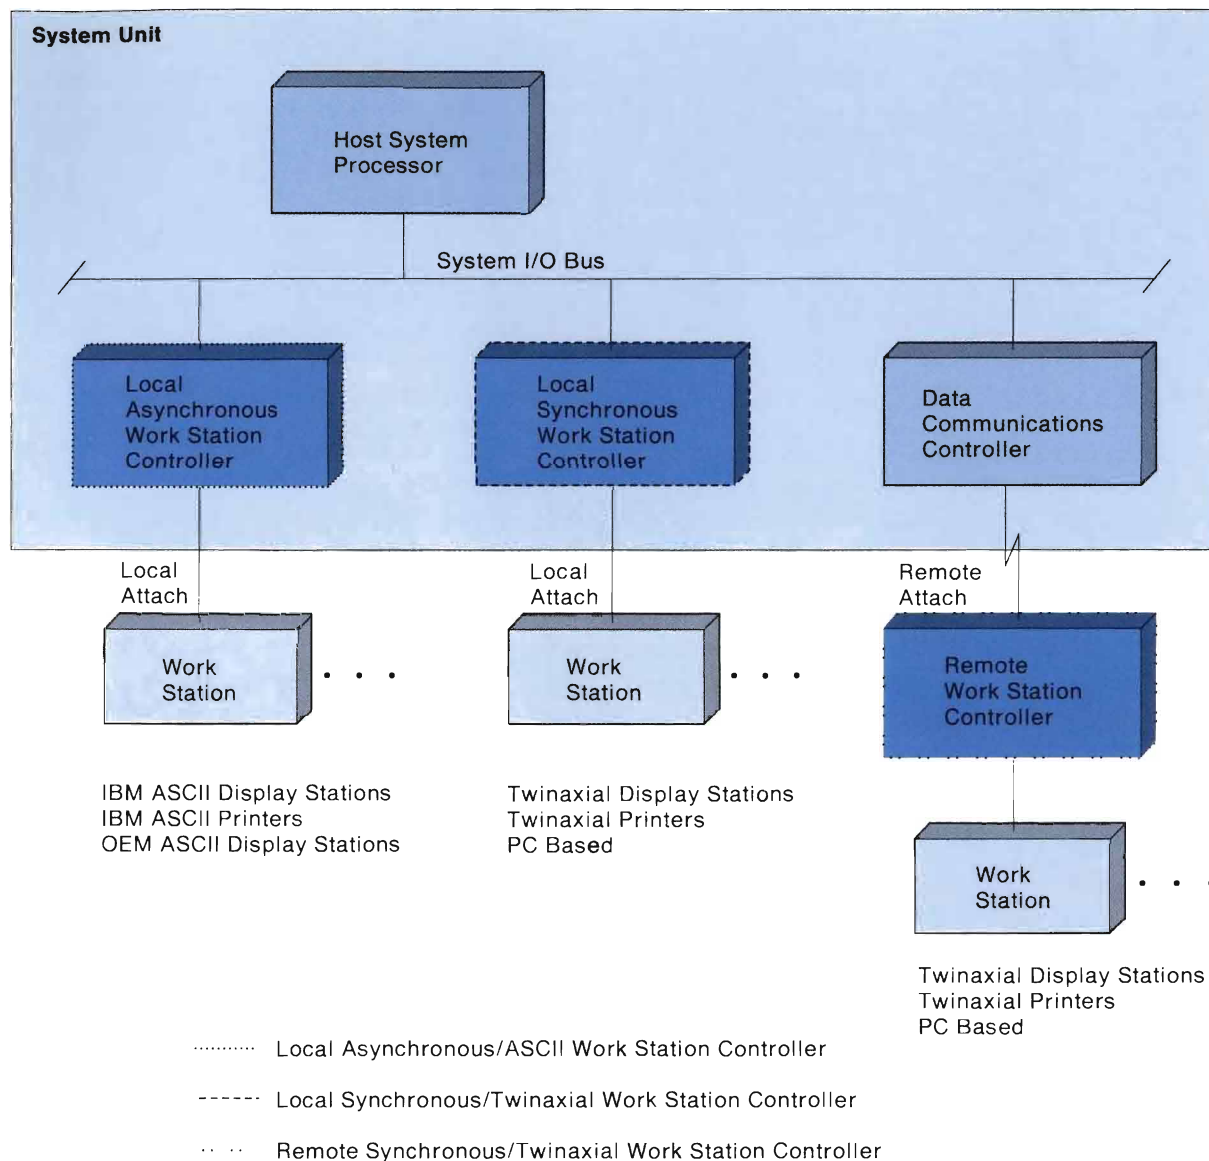 System Unit
Host System
Processor
System I/O Bus
Local
Asynchronous
Work Station
Controller
Local
Synchronous
Work Station
Controller
Data
Communications
Controller
Local
Attach
Local
Attach
Remote
Attach
Work
Station
Work
Station
Remote
Work Station
Controller
IBM ASCII Display Stations
IBM ASCII Printers
OEM ASCII Display Stations
Twinaxial Display Stations
Twinaxial Printers
PC Based
Work
Station
Twinaxial Display Stations
Twinaxial Printers
PC Based
Local Asynchronous/ASCII Work Station Controller
Local Synchronous/Twinaxial Work Station Controller
Remote Synchronous/Twinaxial Work Station Controller